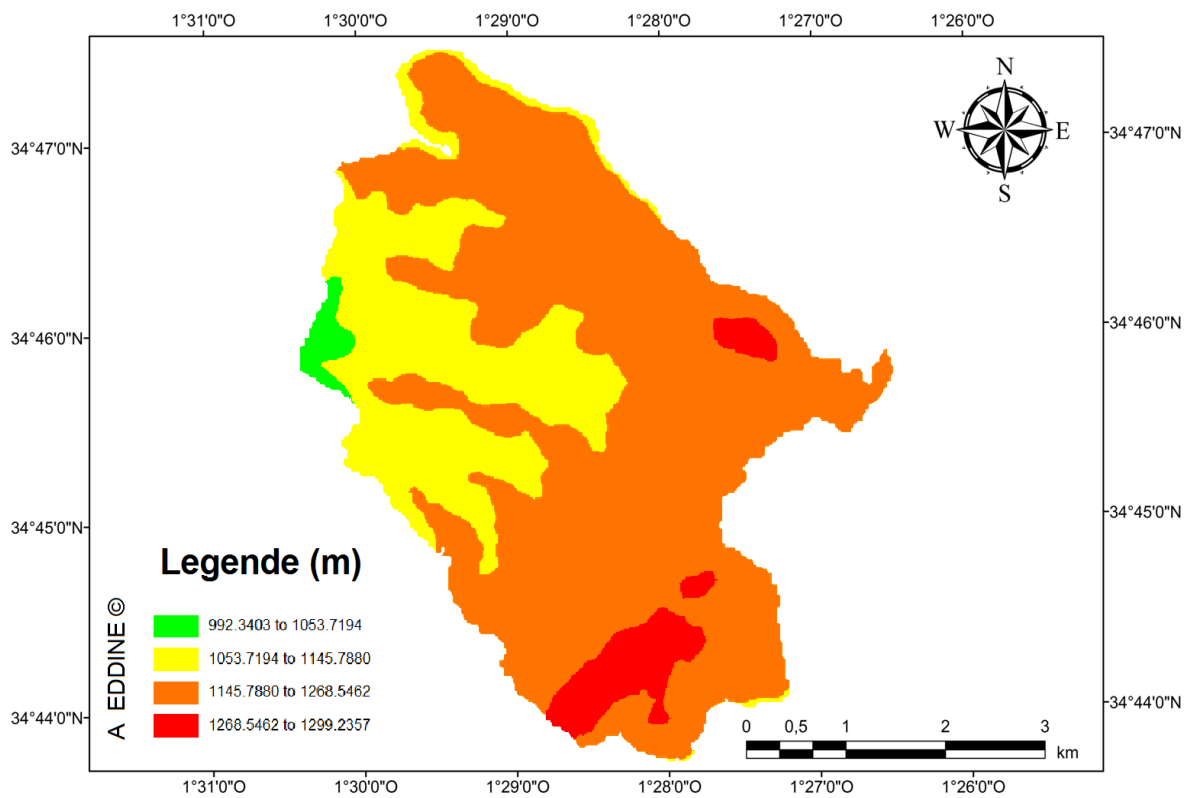 1°31'0"O 1°30'0"O 1°29'0"O 1°28'0"O 1°27'0"O 1°26'0"O
N
W E
S
34°47'0"N 34°47'0"N
34°46'0"N 34°46'0"N
34°45'0"N 34°45'0"N
34°44'0"N 34°44'0"N
Legende (m)
992.3403 to 1053.7194
1053.7194 to 1145.7880
1145.7880 to 1268.5462
1268.5462 to 1299.2357
A EDDINE ©
0 0,5 1 2 3
km
1°31'0"O 1°30'0"O 1°29'0"O 1°28'0"O 1°27'0"O 1°26'0"O